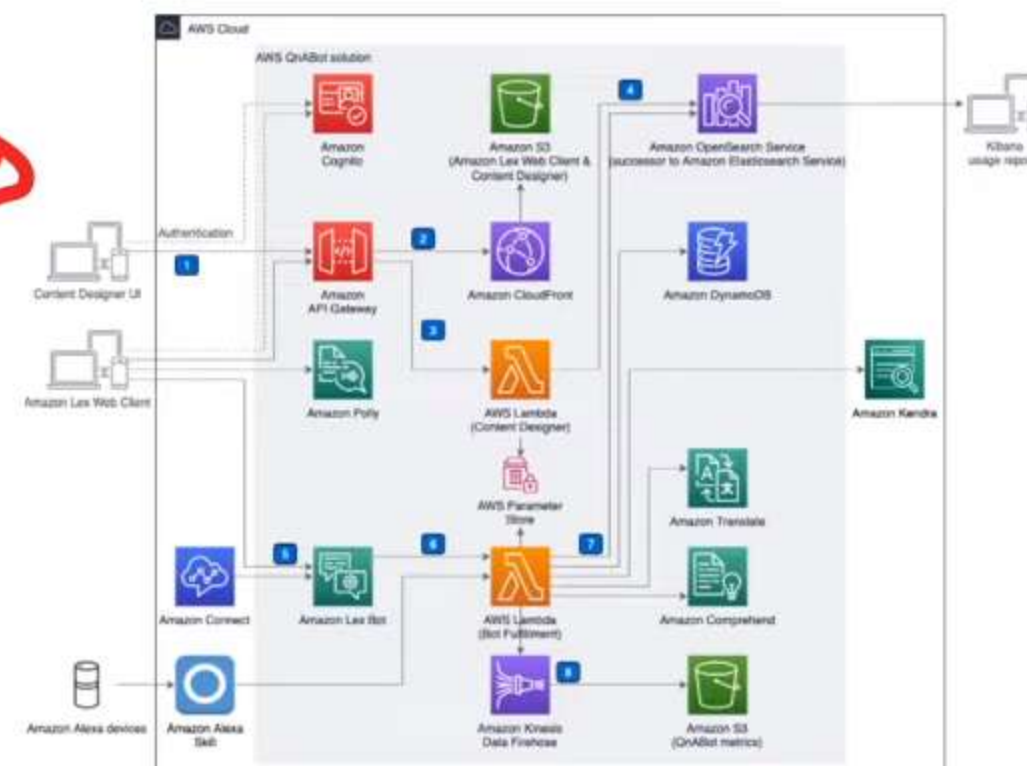 AWS Cloud
AWS QnABot solution
Amazon
Cognito
Amazon S3
(Amazon Lex Web Client &
Content Designer)
4
Amazon OpenSearch Service
(successor to Amazon Elasticsearch Service)
Kibana
usage repo
Authentication
1
Content Designer UI
Amazon
API Gateway
2
Amazon CloudFront
Amazon DynamoDB
3
Amazon Lex Web Client
Amazon Polly
AWS Lambda
(Content Designer)
Amazon Kendra
AWS Parameter
Store
Amazon Translate
5
6
7
Amazon Connect
Amazon Lex Bot
AWS Lambda
(Bot Fulfilment)
Amazon Comprehend
8
Amazon Alexa devices
Amazon Alexa
Skill
Amazon Kinesis
Data Firehose
Amazon S3
(QnABot metrics)